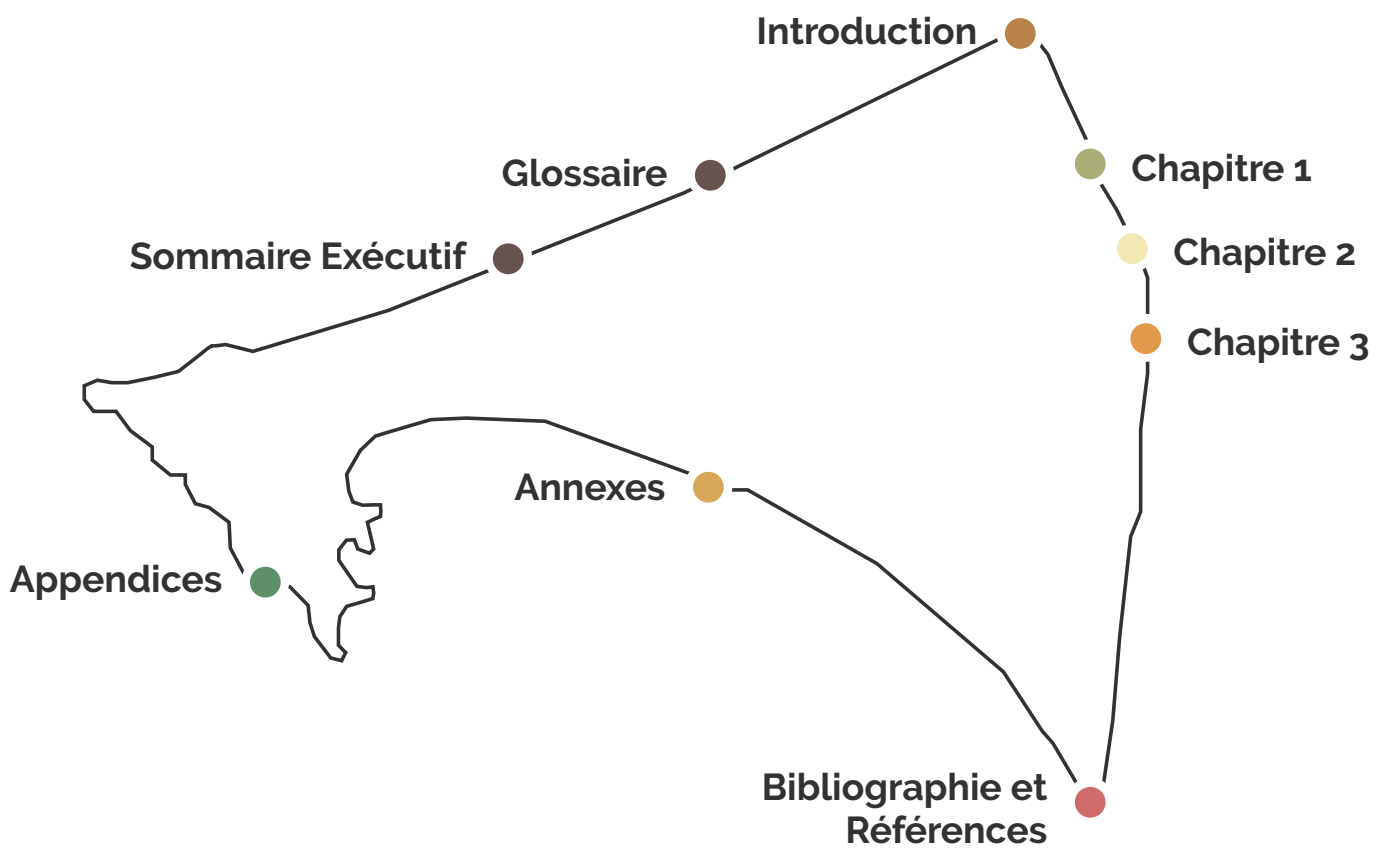 Introduction
Chapitre 1
Glossaire
Chapitre 2
Sommaire Exécutif
Chapitre 3
Annexes
Appendices
Bibliographie et
Références